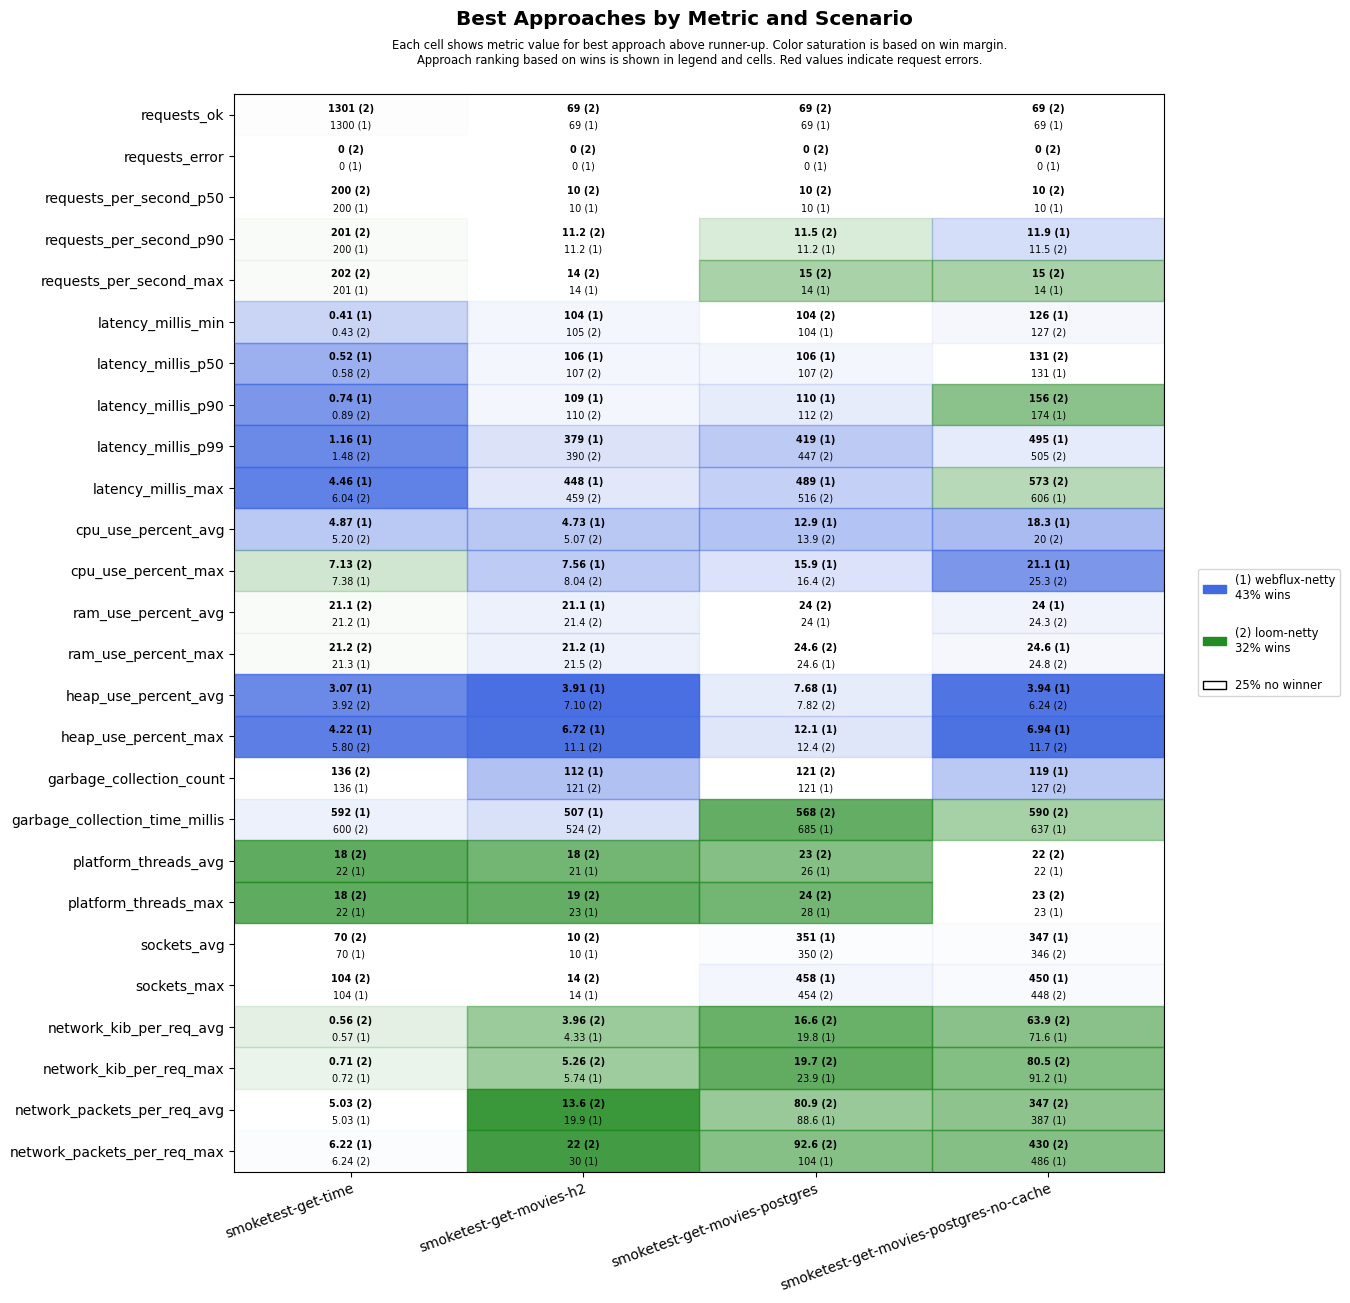 Best Approaches by Metric and Scenario
Each cell shows metric value for best approach above runner-up. Color saturation is based on win margin.
Approach ranking based on wins is shown in legend and cells. Red values indicate request errors.
requests_ok
1301 (2) 69 (2) 69 (2) 69 (2)
1300 (1) 69 (1) 69 (1) 69 (1)
requests_error
0 (2) 0 (2) 0 (2) 0 (2)
0 (1) 0 (1) 0 (1) 0 (1)
requests_per_second_p50
200 (2) 10 (2) 10 (2) 10 (2)
200 (1) 10 (1) 10 (1) 10 (1)
requests_per_second_p90
201 (2) 11.2 (2) 11.5 (2) 11.9 (1)
200 (1) 11.2 (1) 11.2 (1) 11.5 (2)
requests_per_second_max
202 (2) 14 (2) 15 (2) 15 (2)
201 (1) 14 (1) 14 (1) 14 (1)
latency_millis_min
0.41 (1) 104 (1) 104 (2) 126 (1)
0.43 (2) 105 (2) 104 (1) 127 (2)
latency_millis_p50
0.52 (1) 106 (1) 106 (1) 131 (2)
0.58 (2) 107 (2) 107 (2) 131 (1)
latency_millis_p90
0.74 (1) 109 (1) 110 (1) 156 (2)
0.89 (2) 110 (2) 112 (2) 174 (1)
latency_millis_p99
1.16 (1) 379 (1) 419 (1) 495 (1)
1.48 (2) 390 (2) 447 (2) 505 (2)
latency_millis_max
4.46 (1) 448 (1) 489 (1) 573 (2)
6.04 (2) 459 (2) 516 (2) 606 (1)
cpu_use_percent_avg
4.87 (1) 4.73 (1) 12.9 (1) 18.3 (1)
5.20 (2) 5.07 (2) 13.9 (2) 20 (2)
cpu_use_percent_max
7.13 (2) 7.56 (1) 15.9 (1) 21.1 (1)
7.38 (1) 8.04 (2) 16.4 (2) 25.3 (2)
ram_use_percent_avg
21.1 (2) 21.1 (1) 24 (2) 24 (1)
21.2 (1) 21.4 (2) 24 (1) 24.3 (2)
ram_use_percent_max
21.2 (2) 21.2 (1) 24.6 (2) 24.6 (1)
21.3 (1) 21.5 (2) 24.6 (1) 24.8 (2)
heap_use_percent_avg
3.07 (1) 3.91 (1) 7.68 (1) 3.94 (1)
3.92 (2) 7.10 (2) 7.82 (2) 6.24 (2)
heap_use_percent_max
4.22 (1) 6.72 (1) 12.1 (1) 6.94 (1)
5.80 (2) 11.1 (2) 12.4 (2) 11.7 (2)
garbage_collection_count
136 (2) 112 (1) 121 (2) 119 (1)
136 (1) 121 (2) 121 (1) 127 (2)
garbage_collection_time_millis
592 (1) 507 (1) 568 (2) 590 (2)
600 (2) 524 (2) 685 (1) 637 (1)
platform_threads_avg
18 (2) 18 (2) 23 (2) 22 (2)
22 (1) 21 (1) 26 (1) 22 (1)
platform_threads_max
18 (2) 19 (2) 24 (2) 23 (2)
22 (1) 23 (1) 28 (1) 23 (1)
sockets_avg
70 (2) 10 (2) 351 (1) 347 (1)
70 (1) 10 (1) 350 (2) 346 (2)
sockets_max
104 (2) 14 (2) 458 (1) 450 (1)
104 (1) 14 (1) 454 (2) 448 (2)
network_kib_per_req_avg
0.56 (2) 3.96 (2) 16.6 (2) 63.9 (2)
0.57 (1) 4.33 (1) 19.8 (1) 71.6 (1)
network_kib_per_req_max
0.71 (2) 5.26 (2) 19.7 (2) 80.5 (2)
0.72 (1) 5.74 (1) 23.9 (1) 91.2 (1)
network_packets_per_req_avg
5.03 (2) 13.6 (2) 80.9 (2) 347 (2)
5.03 (1) 19.9 (1) 88.6 (1) 387 (1)
network_packets_per_req_max
6.22 (1) 22 (2) 92.6 (2) 430 (2)
6.24 (2) 30 (1) 104 (1) 486 (1)
smoketest-get-time
smoketest-get-movies-h2
smoketest-get-movies-postgres
smoketest-get-movies-postgres-no-cache
(1) webflux-netty
43% wins
(2) loom-netty
32% wins
25% no winner